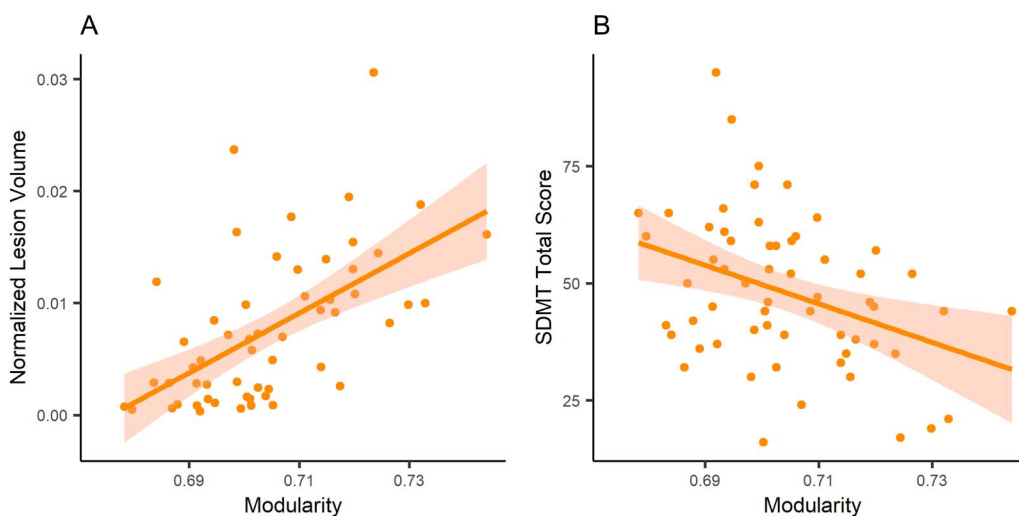 A
Normalized Lesion Volume
0.03
0.02
0.01
0.00
0.69
0.71
0.73
Modularity
B
SDMT Total Score
75
50
25
0.69
0.71
0.73
Modularity